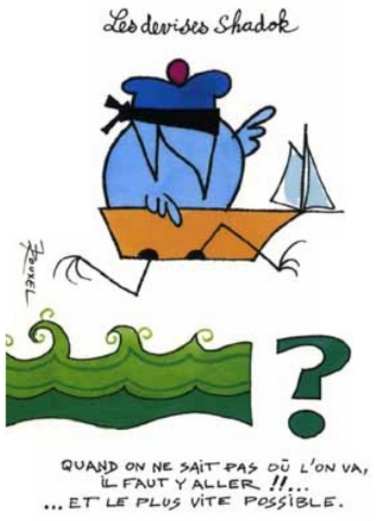 Les devises Shadok
ROUXEL
?
QUAND ON NE SAIT PAS OÙ L'ON VA,
IL FAUT Y ALLER !!...
...ET LE PLUS VITE POSSIBLE.